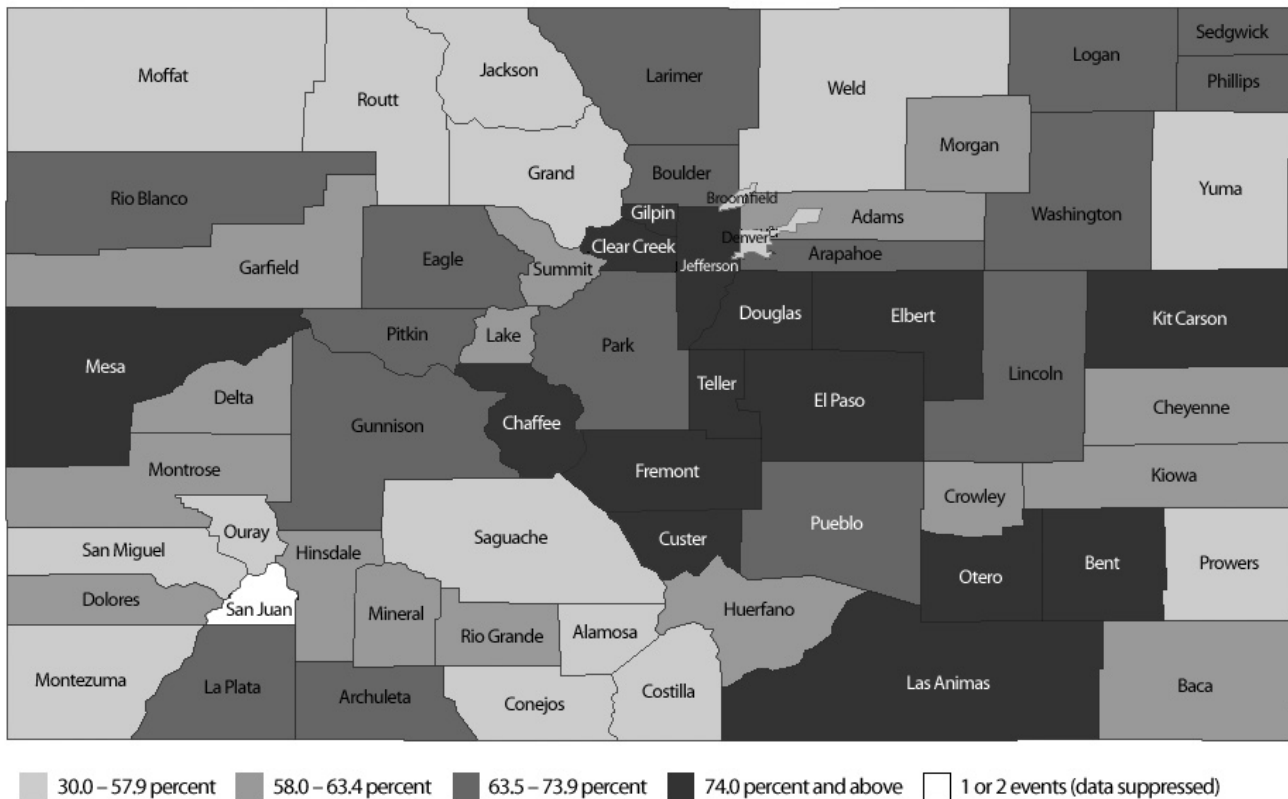 Moffat
Routt
Jackson
Larimer
Weld
Logan
Sedgwick
Phillips
Morgan
Yuma
Grand
Boulder
Rio Blanco
Broomfield
Gilpin
Adams
Washington
Clear Creek
Denver
Jefferson
Arapahoe
Garfield
Eagle
Summit
Douglas
Elbert
Kit Carson
Pitkin
Lake
Park
Lincoln
Mesa
Teller
El Paso
Delta
Chaffee
Cheyenne
Gunnison
Montrose
Fremont
Kiowa
Crowley
Pueblo
Ouray
Saguache
Custer
San Miguel
Hinsdale
Otero
Bent
Prowers
Dolores
San Juan
Mineral
Rio Grande
Alamosa
Huerfano
Montezuma
La Plata
Archuleta
Conejos
Costilla
Las Animas
Baca
30.0 – 57.9 percent
58.0 – 63.4 percent
63.5 – 73.9 percent
74.0 percent and above
1 or 2 events (data suppressed)